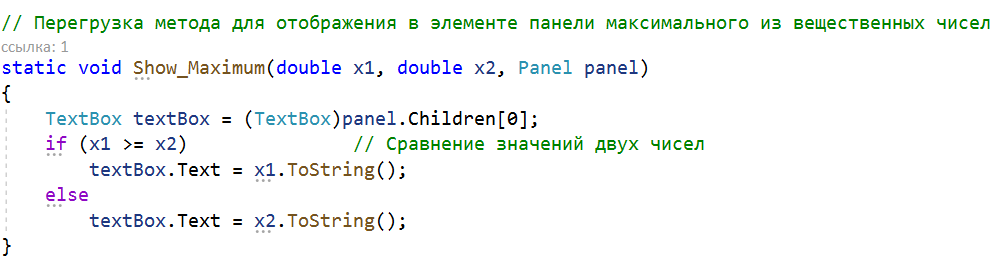 // Перегрузка метода для отображения в элементе панели максимального из вещественных чисел
ссылка: 1
static void Show_Maximum(double x1, double x2, Panel panel)
{
    TextBox textBox = (TextBox)panel.Children[0];
    if (x1 >= x2)               // Сравнение значений двух чисел
        textBox.Text = x1.ToString();
    else
        textBox.Text = x2.ToString();
}